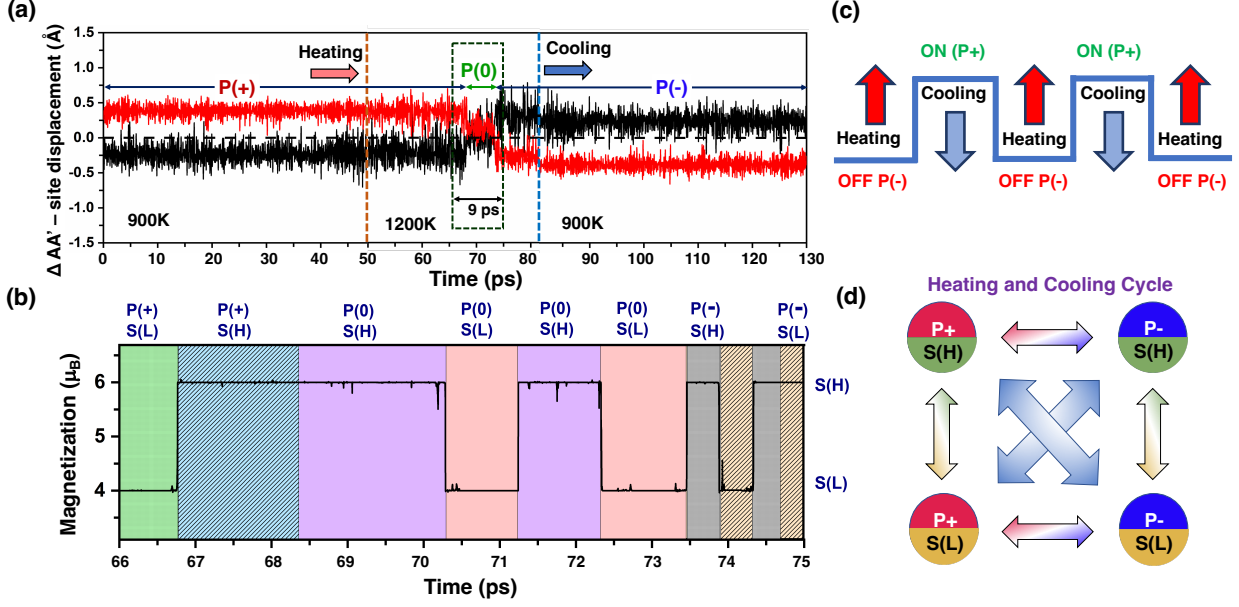 (a)
Δ AA' – site displacement (Å)
1.5
1.0
0.5
0.0
-0.5
-1.0
-1.5
Heating
Cooling
P(+)
P(0)
P(-)
9 ps
900K
1200K
900K
0 10 20 30 40 50 60 70 80 90 100 110 120 130
Time (ps)
(b)
P(+) P(+) P(0) P(0) P(0) P(0) P(-) P(-)
S(L) S(H) S(H) S(L) S(H) S(L) S(H) S(L)
Magnetization (μB)
6
5
4
S(H)
S(L)
66 67 68 69 70 71 72 73 74 75
Time (ps)
(c)
ON (P+) ON (P+)
Cooling Cooling
Heating Heating Heating
OFF P(-) OFF P(-) OFF P(-)
(d)
Heating and Cooling Cycle
P+ P-
S(H) S(H)
P+ P-
S(L) S(L)